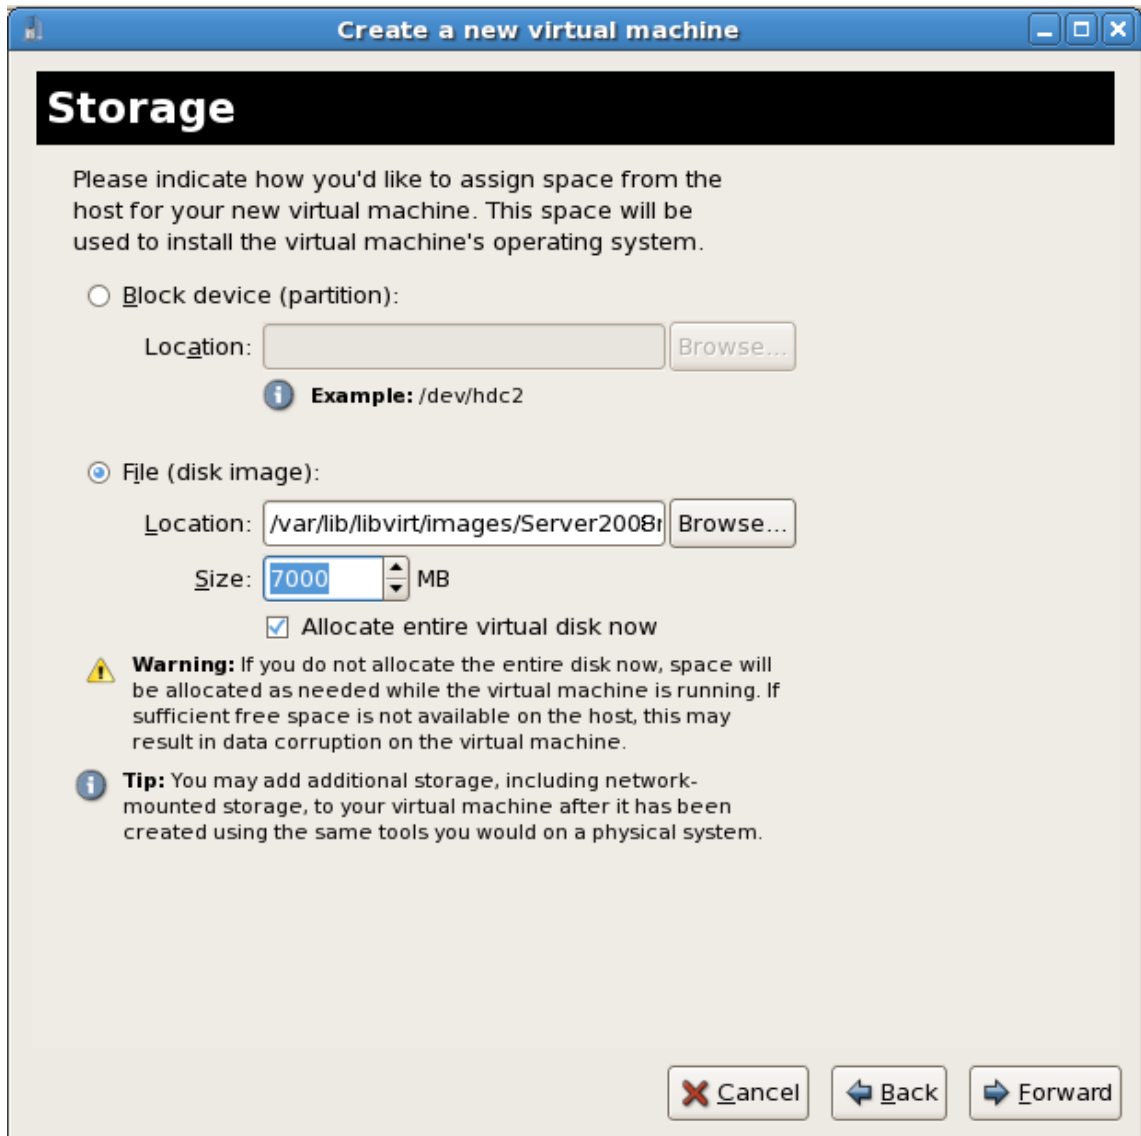 Create a new virtual machine
Storage
Please indicate how you'd like to assign space from the
host for your new virtual machine. This space will be
used to install the virtual machine's operating system.
Block device (partition):
Location:
Browse...
Example: /dev/hdc2
File (disk image):
Location: /var/lib/libvirt/images/Server2008r Browse...
Size: 7000 MB
Allocate entire virtual disk now
Warning: If you do not allocate the entire disk now, space will
be allocated as needed while the virtual machine is running. If
sufficient free space is not available on the host, this may
result in data corruption on the virtual machine.
Tip: You may add additional storage, including network-
mounted storage, to your virtual machine after it has been
created using the same tools you would on a physical system.
Cancel Back Forward